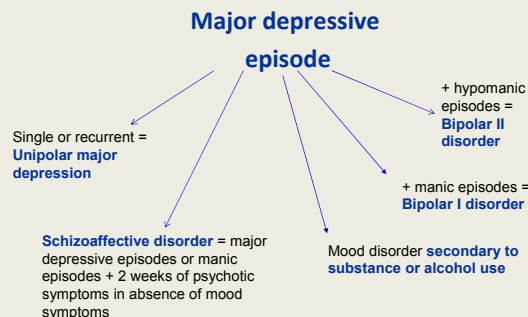 Major depressive
episode
+ hypomanic
episodes =
Bipolar II
disorder
Single or recurrent =
Unipolar major
depression
+ manic episodes =
Bipolar I disorder
Schizoaffective disorder = major
depressive episodes or manic
episodes + 2 weeks of psychotic
symptoms in absence of mood
symptoms
Mood disorder secondary to
substance or alcohol use